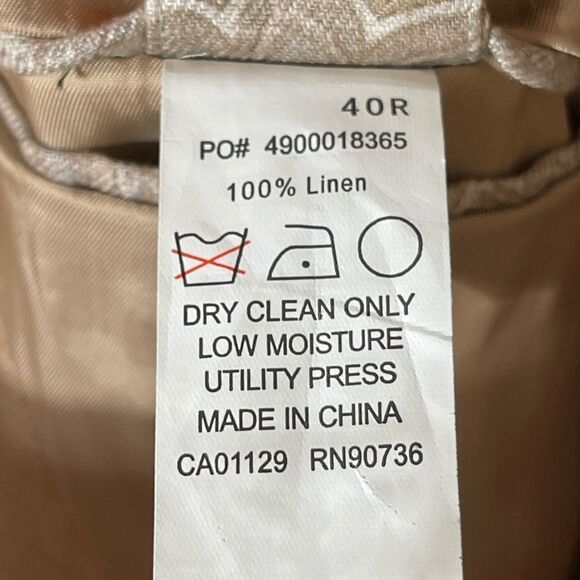 40R
PO# 4900018365
100% Linen
DRY CLEAN ONLY
LOW MOISTURE
UTILITY PRESS
MADE IN CHINA
CA01129 RN90736